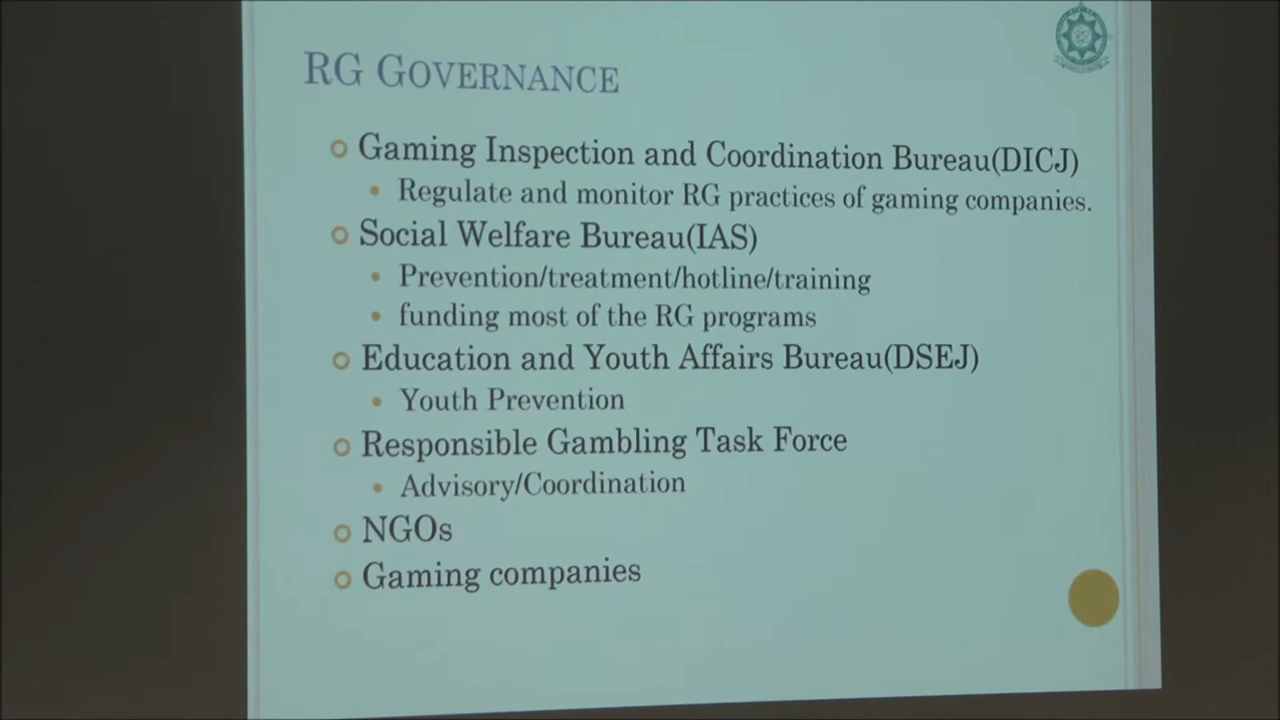 RG GOVERNANCE
Gaming Inspection and Coordination Bureau(DICJ)
Regulate and monitor RG practices of gaming companies.
Social Welfare Bureau(IAS)
Prevention/treatment/hotline/training
funding most of the RG programs
Education and Youth Affairs Bureau(DSEJ)
Youth Prevention
Responsible Gambling Task Force
Advisory/Coordination
NGOs
Gaming companies